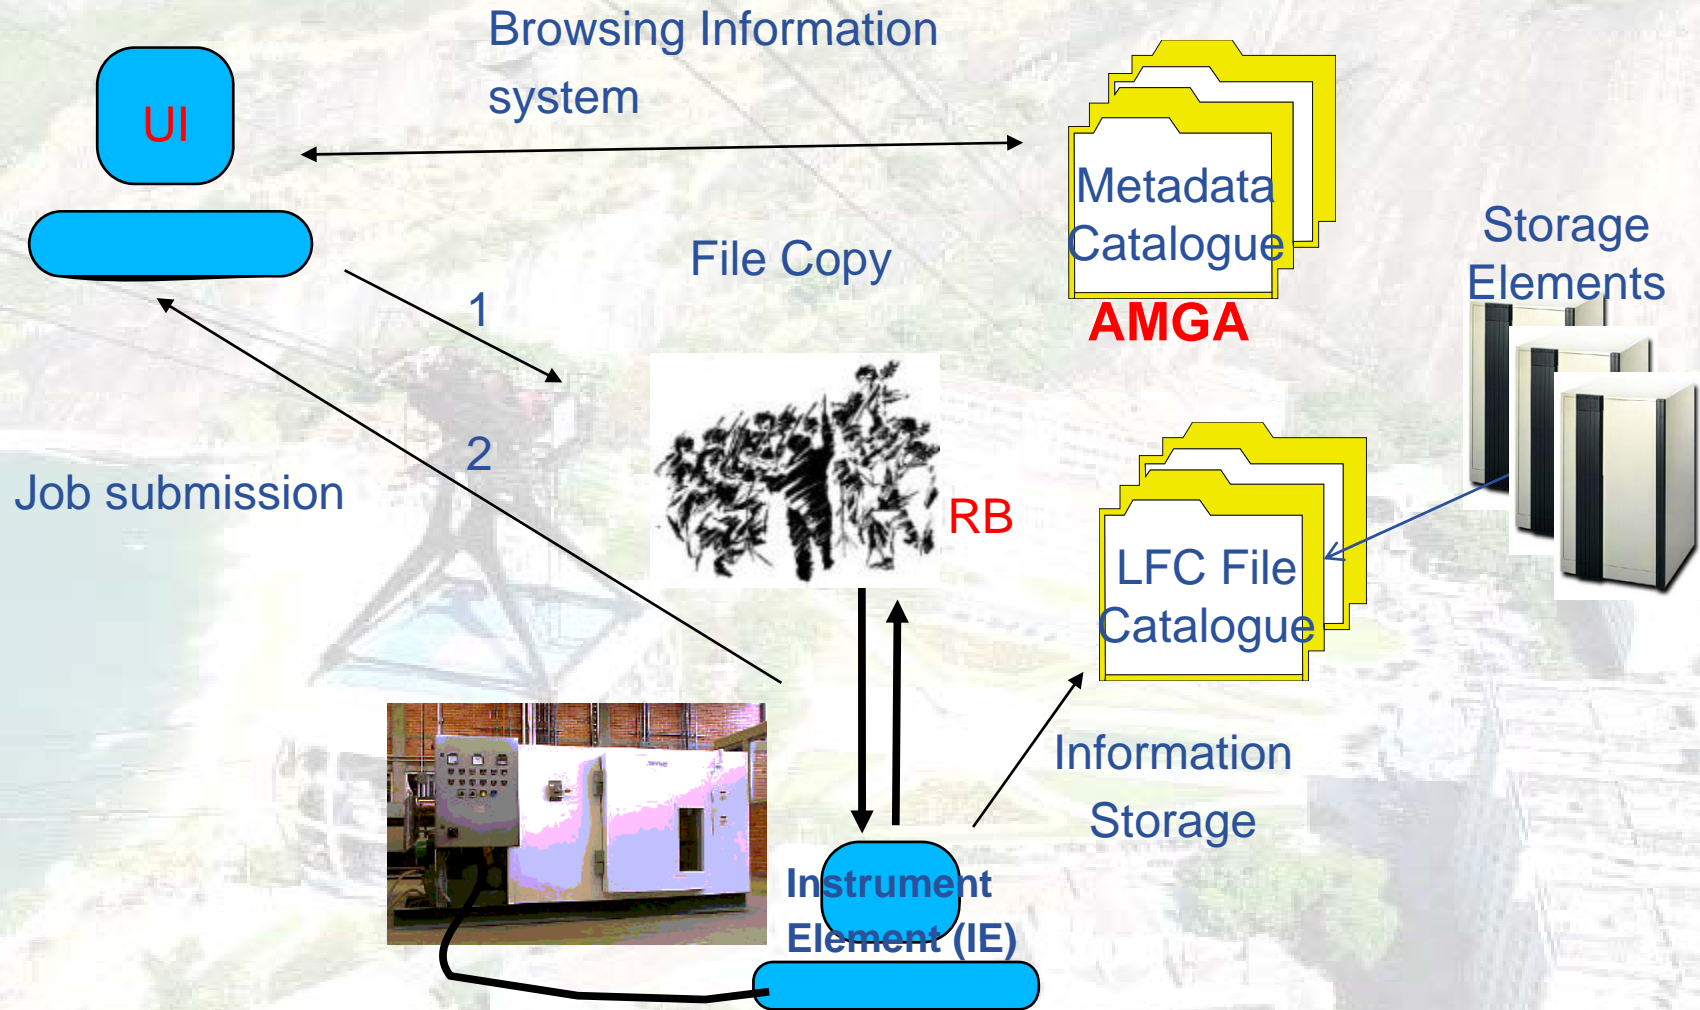 Browsing Information
system
UI
Metadata
Catalogue
AMGA
Storage
Elements
File Copy
1
2
Job submission
RB
LFC File
Catalogue
Information
Storage
Instrument
Element (IE)